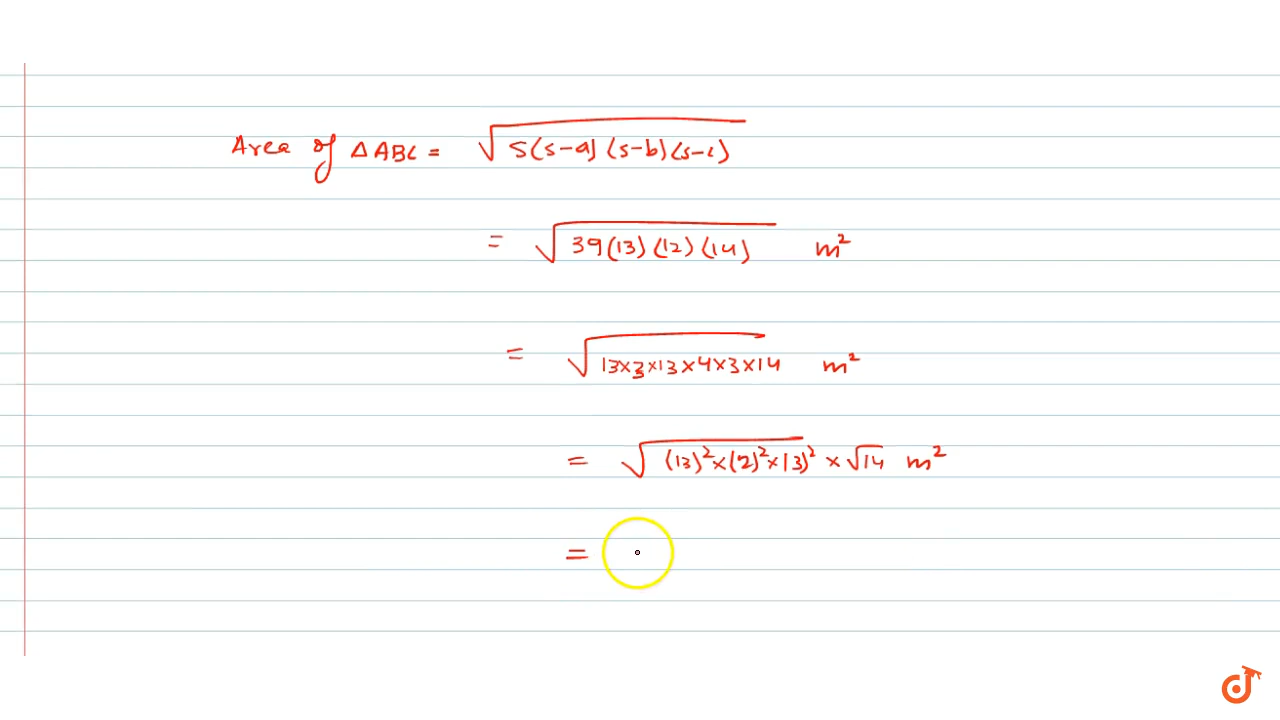 Area of ΔABC = √S(s-a)(s-b)(s-c)
= √39(13)(12)(14) m²
= √13×3×13×4×3×14 m²
= √(13)²×(2)²×(3)² × √14 m²
=